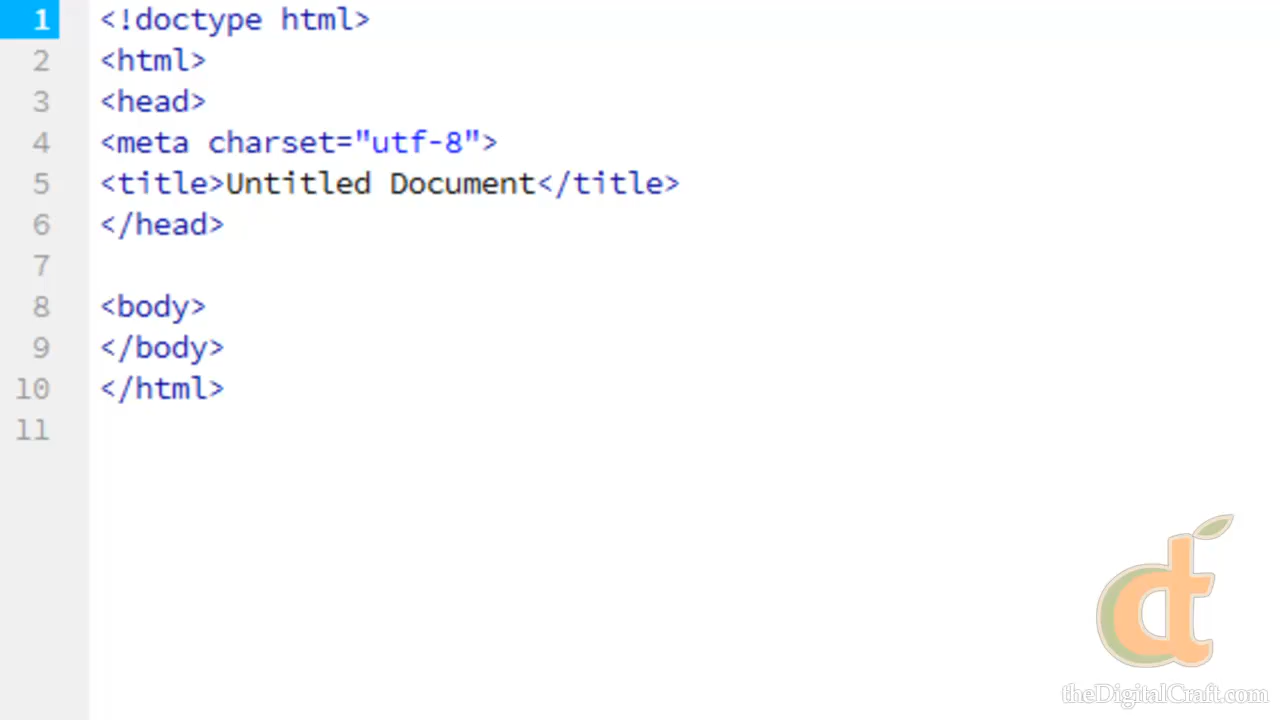 1 <!doctype html>
2 <html>
3 <head>
4 <meta charset="utf-8">
5 <title>Untitled Document</title>
6 </head>
7
8 <body>
9 </body>
10 </html>
11
dt
theDigitalCraft.com